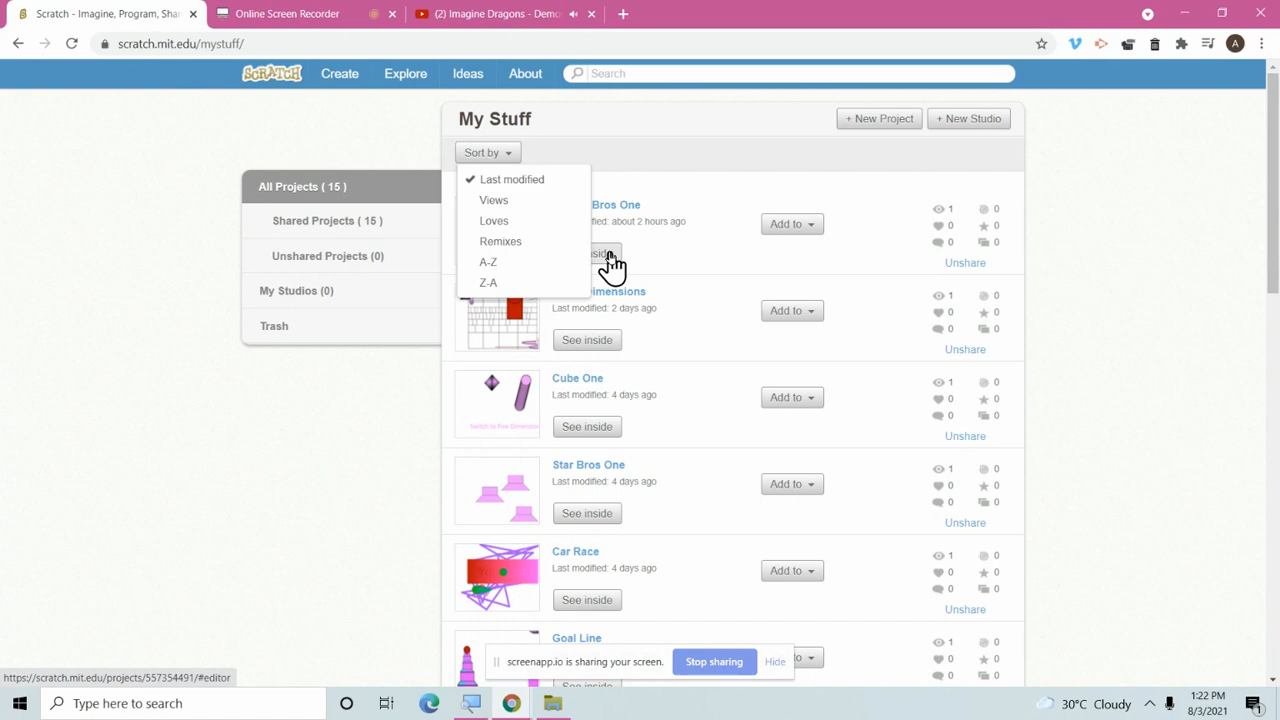 Scratch - Imagine, Program, Shar
Online Screen Recorder
(2) Imagine Dragons - Demo
scratch.mit.edu/mystuff/
A
SCRATCH
Create
Explore
Ideas
About
Search
My Stuff
+ New Project
+ New Studio
Sort by
Last modified
Views
Loves
Remixes
A-Z
Z-A
All Projects ( 15 )
Shared Projects ( 15 )
Unshared Projects (0)
My Studios (0)
Trash
Bros One
about 2 hours ago
Add to
1 0
0 0
0 0
Unshare
Last modified: 2 days ago
See inside
Add to
1 0
0 0
0 0
Unshare
Cube One
Last modified: 4 days ago
See inside
Add to
1 0
0 0
0 0
Unshare
Star Bros One
Last modified: 4 days ago
See inside
Add to
1 0
0 0
0 0
Unshare
Car Race
Last modified: 4 days ago
See inside
Add to
1 0
0 0
0 0
Unshare
Goal Line
to
1 0
0 0
0 0
screenapp.io is sharing your screen.
Stop sharing
Hide
https://scratch.mit.edu/projects/557354491/#editor
Type here to search
30°C Cloudy
1:22 PM
8/3/2021
1